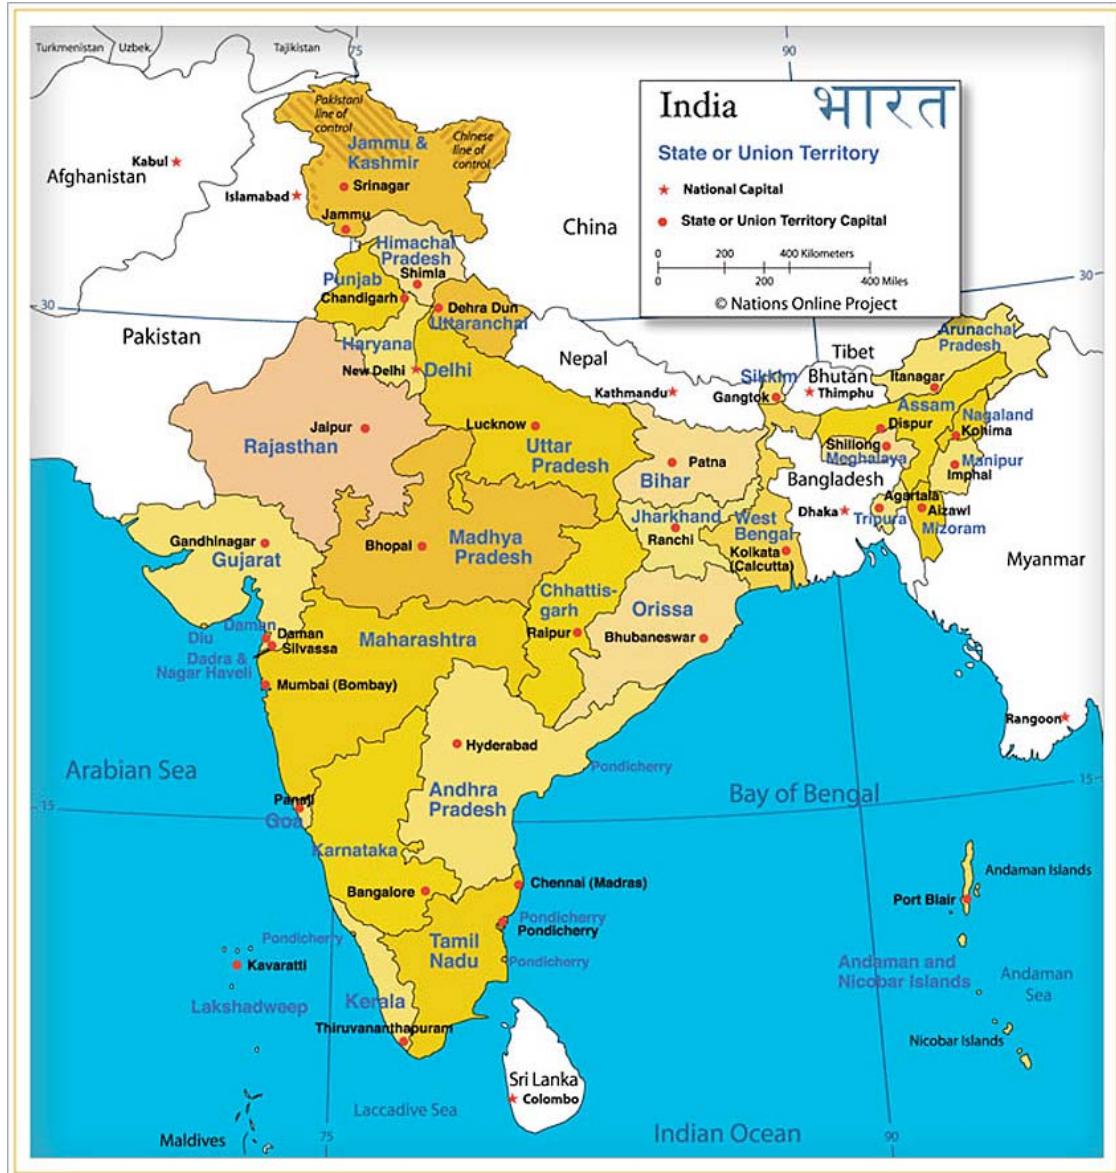 Turkmenistan
Uzbek.
Tajikistan
75
90
India
भारत
State or Union Territory
National Capital
State or Union Territory Capital
0 200 400 Kilometers
0 200 400 Miles
© Nations Online Project
Pakistani
line of
control
Chinese
line of
control
Jammu &
Kashmir
Kabul
Afghanistan
Islamabad
Srinagar
Jammu
China
Himachal
Pradesh
Shimla
Punjab
Chandigarh
30
30
Dehra Dun
Uttaranchal
Pakistan
Haryana
New Delhi
Delhi
Nepal
Kathmandu
Tibet
Arunachal
Pradesh
Sikkim
Gangtok
Bhutan
Thimphu
Itanagar
Assam
Dispur
Nagaland
Kohima
Jaipur
Rajasthan
Lucknow
Uttar
Pradesh
Patna
Bihar
Shillong
Meghalaya
Manipur
Imphal
Bangladesh
Dhaka
Agartala
Tripura
Aizawl
Mizoram
Jharkhand
Ranchi
West
Bengal
Kolkata
(Calcutta)
Gandhinagar
Gujarat
Bhopal
Madhya
Pradesh
Myanmar
Chhattis-
garh
Raipur
Orissa
Bhubaneswar
Daman
Diu
Daman
Silvassa
Dadra &
Nagar Haveli
Maharashtra
Mumbai (Bombay)
Rangoon
Hyderabad
Arabian Sea
Pondicherry
Andhra
Pradesh
Bay of Bengal
15
15
Panaji
Goa
Karnataka
Bangalore
Chennai (Madras)
Andaman Islands
Port Blair
Pondicherry
Pondicherry
Pondicherry
Pondicherry
Tamil
Nadu
Kavaratti
Lakshadweep
Kerala
Thiruvananthapuram
Andaman and
Nicobar Islands
Andaman
Sea
Nicobar Islands
Sri Lanka
Colombo
Laccadive Sea
Maldives
75
Indian Ocean
90